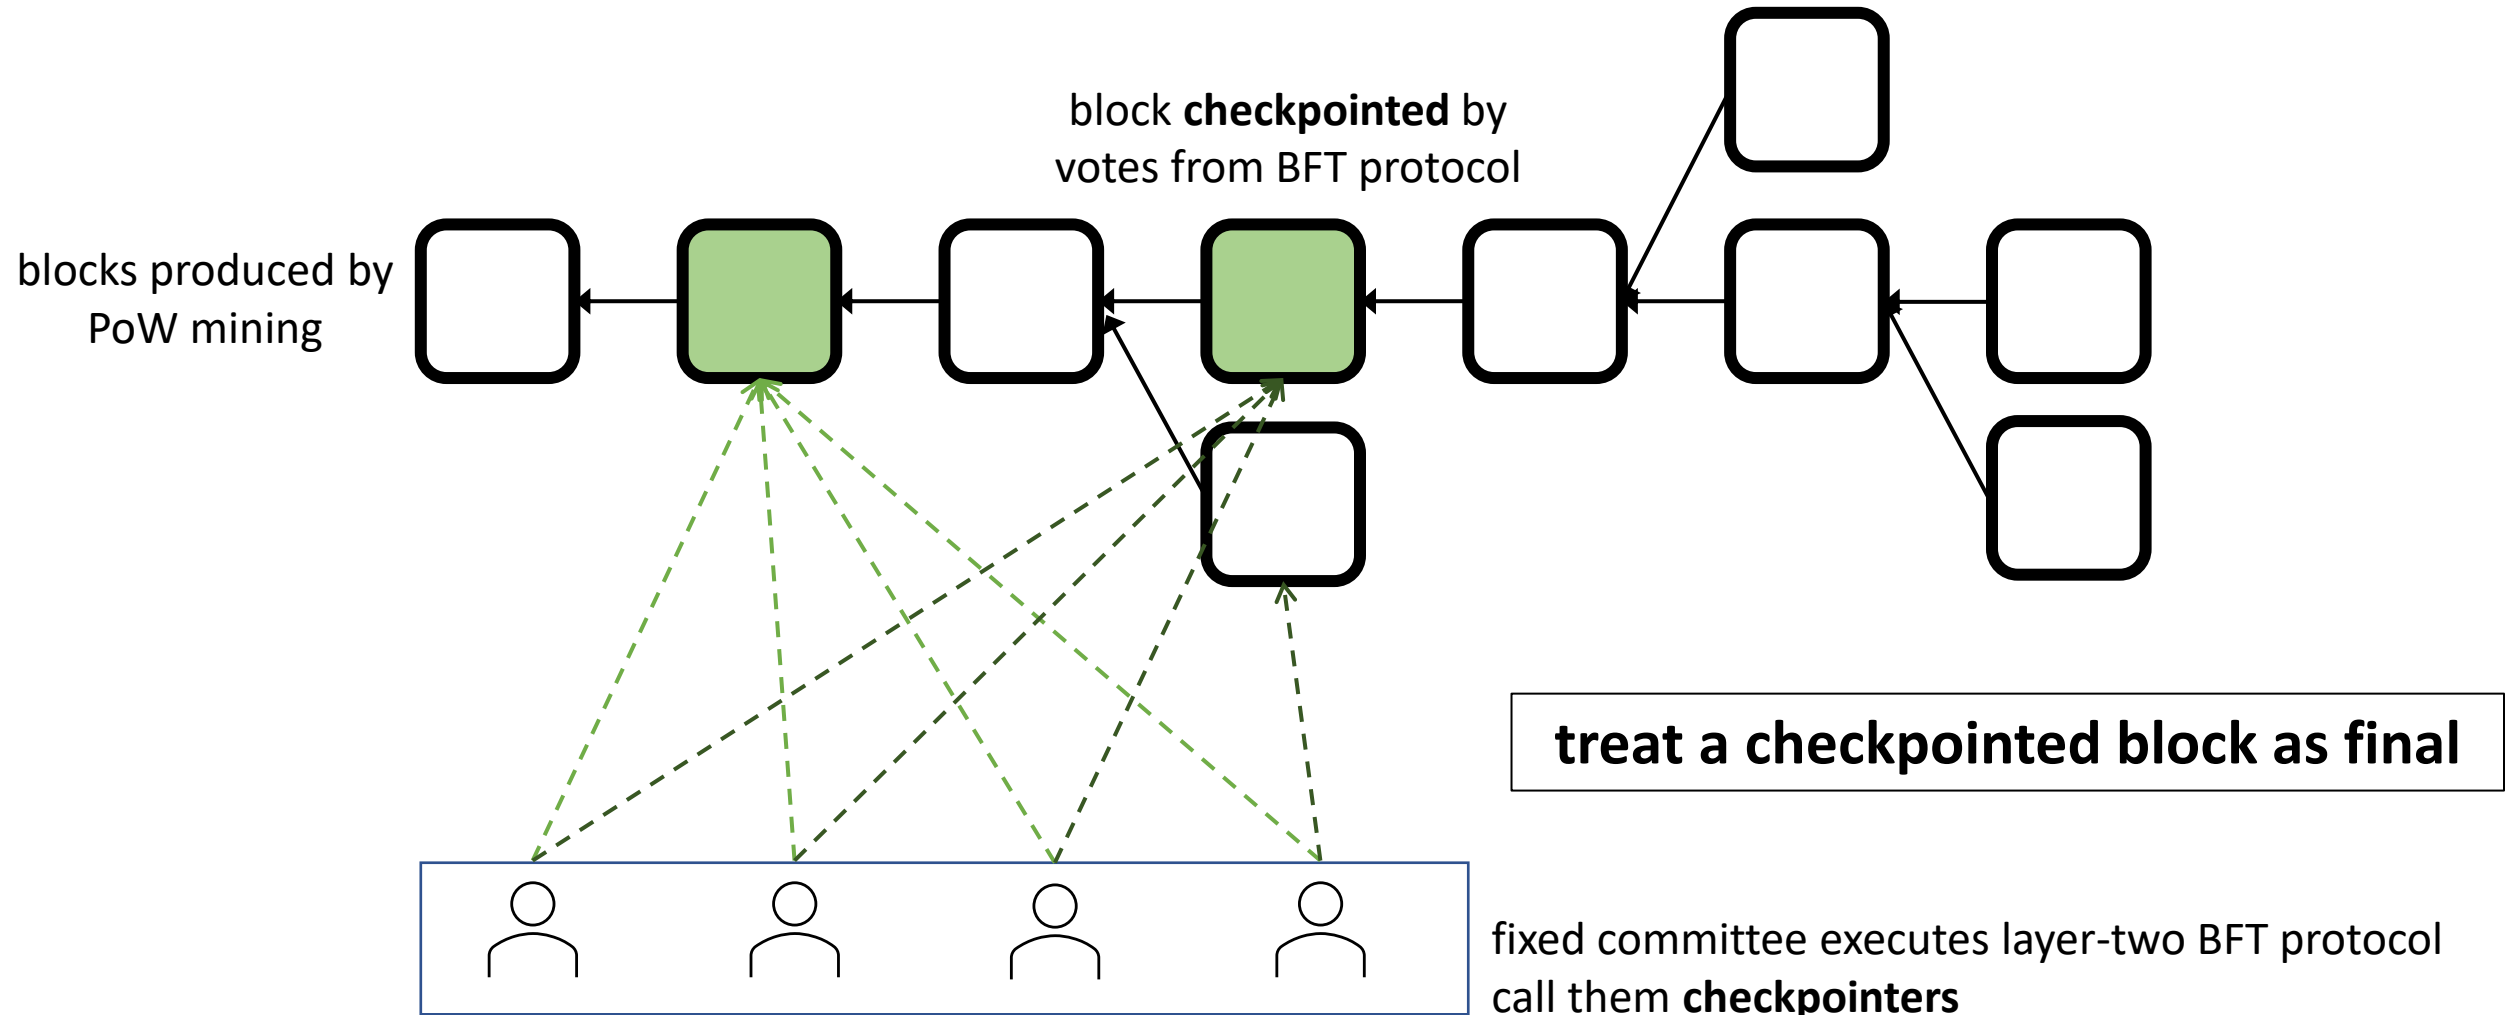 block checkpointed by
votes from BFT protocol
blocks produced by
PoW mining
treat a checkpointed block as final
fixed committee executes layer-two BFT protocol
call them checkpointers